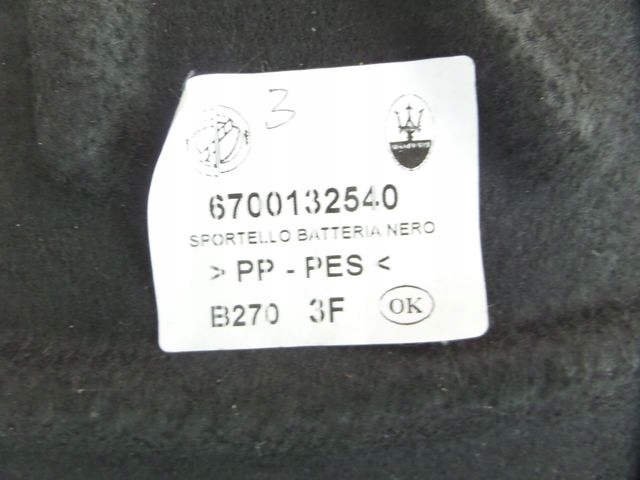 3
6700132540
SPORTELLO BATTERIA NERO
> PP - PES <
B270 3F OK